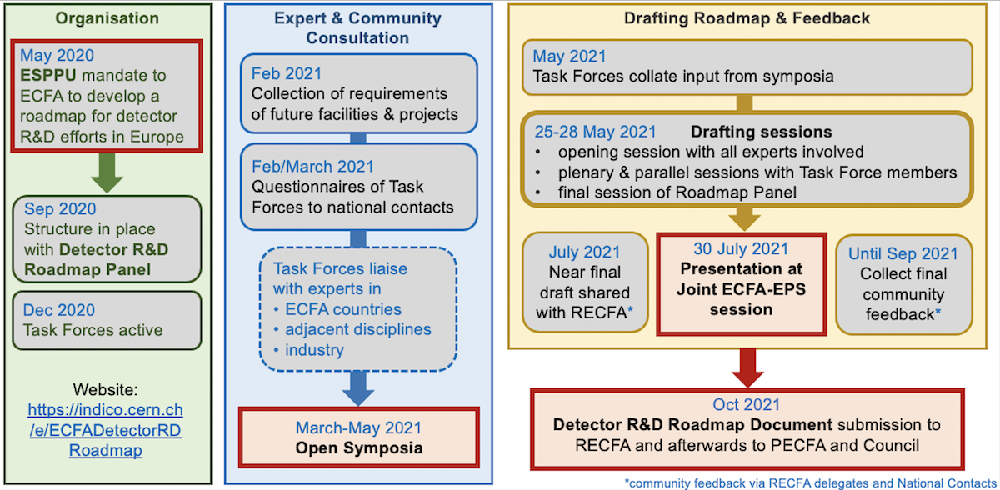 Organisation
May 2020
ESPPU mandate to
ECFA to develop a
roadmap for detector
R&D efforts in Europe
Sep 2020
Structure in place
with Detector R&D
Roadmap Panel
Dec 2020
Task Forces active
Website:
https://indico.cern.ch
/e/ECFADetectorRD
Roadmap
Expert & Community
Consultation
Feb 2021
Collection of requirements
of future facilities & projects
Feb/March 2021
Questionnaires of Task
Forces to national contacts
Task Forces liaise
with experts in
• ECFA countries
• adjacent disciplines
• industry
March-May 2021
Open Symposia
Drafting Roadmap & Feedback
May 2021
Task Forces collate input from symposia
25-28 May 2021 Drafting sessions
• opening session with all experts involved
• plenary & parallel sessions with Task Force members
• final session of Roadmap Panel
July 2021
Near final
draft shared
with RECFA*
30 July 2021
Presentation at
Joint ECFA-EPS
session
Until Sep 2021
Collect final
community
feedback*
Oct 2021
Detector R&D Roadmap Document submission to
RECFA and afterwards to PECFA and Council
*community feedback via RECFA delegates and National Contacts